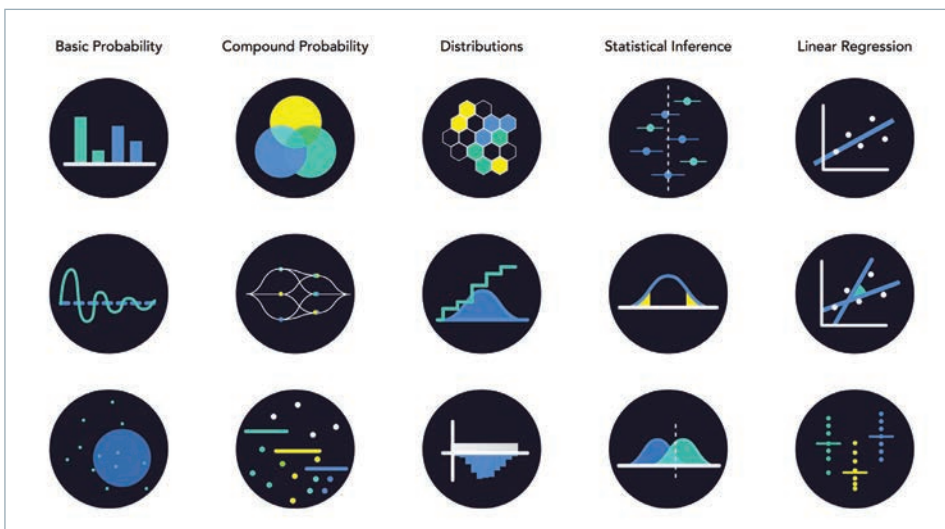 Basic Probability
Compound Probability
Distributions
Statistical Inference
Linear Regression